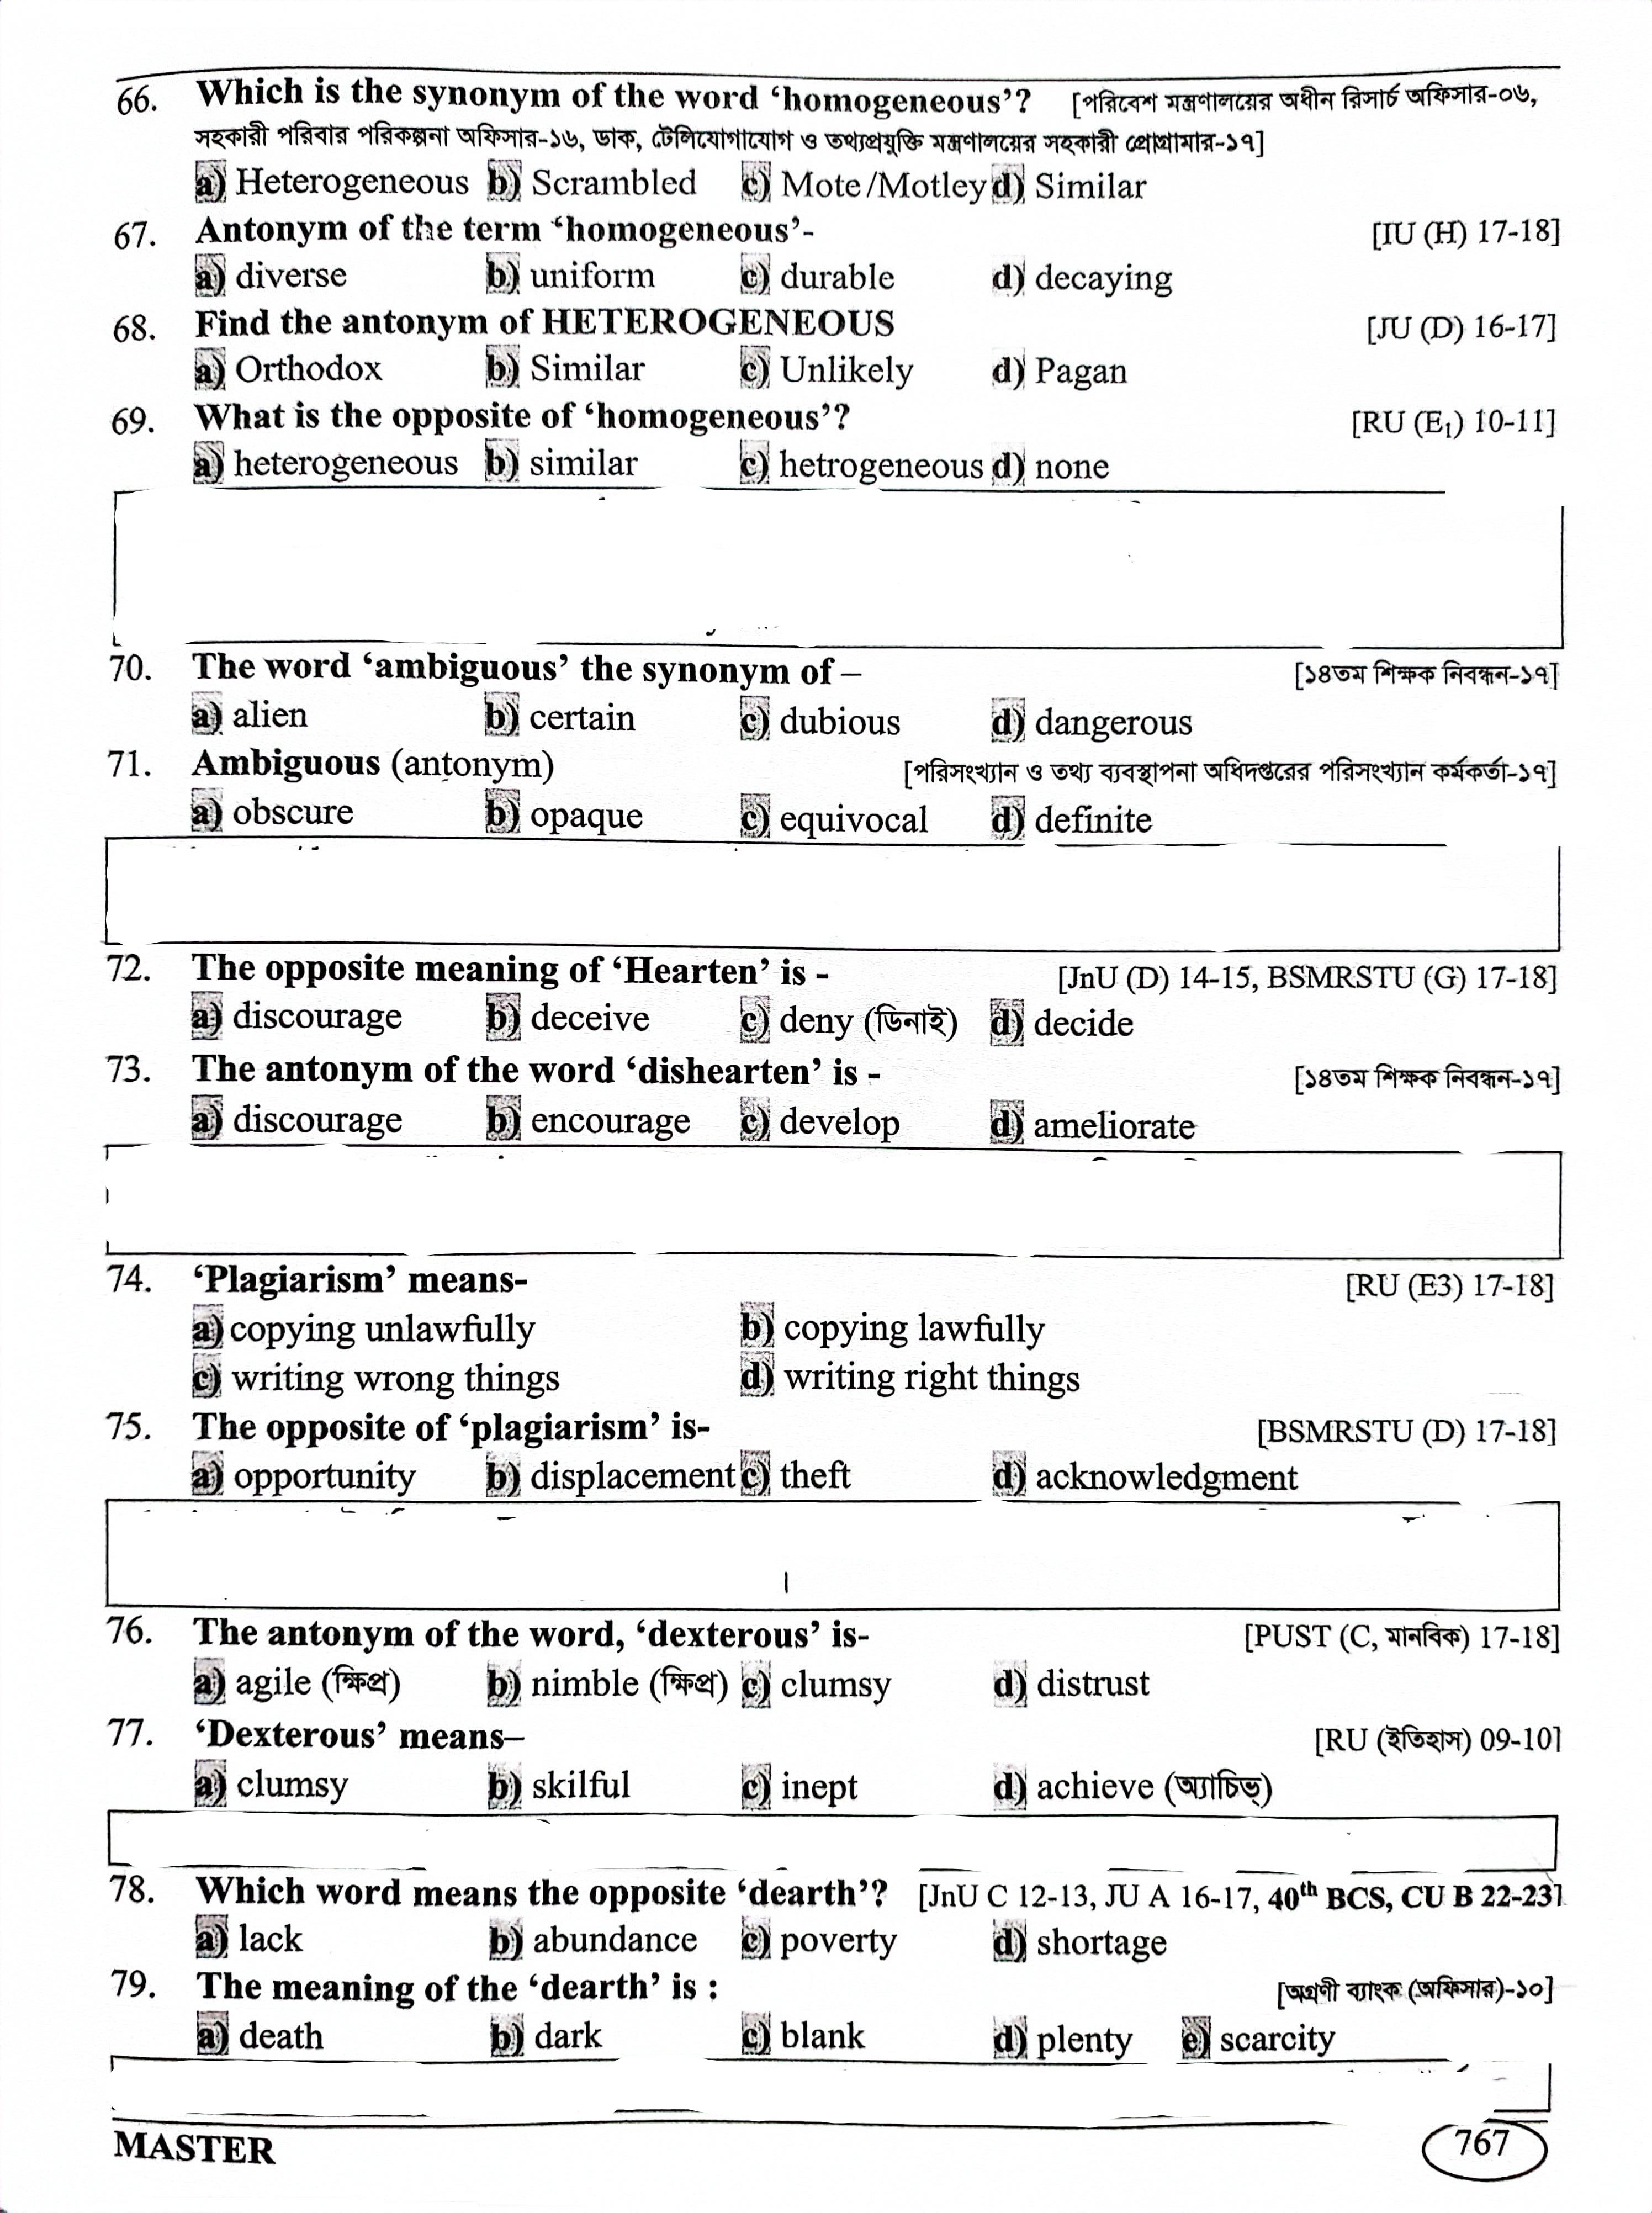 66. Which is the synonym of the word ‘homogeneous’? [পরিবেশ মন্ত্রণালয়ের অধীন রিসার্চ অফিসার-০৬,
সহকারী পরিবার পরিকল্পনা অফিসার-১৬, ডাক, টেলিযোগাযোগ ও তথ্যপ্রযুক্তি মন্ত্রণালয়ের সহকারী প্রোগ্রামার-১৭]
a) Heterogeneous b) Scrambled c) Mote/Motley d) Similar
67. Antonym of the term ‘homogeneous’- [IU (H) 17-18]
a) diverse b) uniform c) durable d) decaying
68. Find the antonym of HETEROGENEOUS [JU (D) 16-17]
a) Orthodox b) Similar c) Unlikely d) Pagan
69. What is the opposite of ‘homogeneous’? [RU (E₁) 10-11]
a) heterogeneous b) similar c) hetrogeneous d) none
70. The word ‘ambiguous’ the synonym of – [১৪তম শিক্ষক নিবন্ধন-১৭]
a) alien b) certain c) dubious d) dangerous
71. Ambiguous (antonym) [পরিসংখ্যান ও তথ্য ব্যবস্থাপনা অধিদপ্তরের পরিসংখ্যান কর্মকর্তা-১৭]
a) obscure b) opaque c) equivocal d) definite
72. The opposite meaning of ‘Hearten’ is - [JnU (D) 14-15, BSMRSTU (G) 17-18]
a) discourage b) deceive c) deny (ডিনাই) d) decide
73. The antonym of the word ‘dishearten’ is - [১৪তম শিক্ষক নিবন্ধন-১৭]
a) discourage b) encourage c) develop d) ameliorate
74. ‘Plagiarism’ means- [RU (E3) 17-18]
a) copying unlawfully b) copying lawfully
c) writing wrong things d) writing right things
75. The opposite of ‘plagiarism’ is- [BSMRSTU (D) 17-18]
a) opportunity b) displacement c) theft d) acknowledgment
76. The antonym of the word, ‘dexterous’ is- [PUST (C, মানবিক) 17-18]
a) agile (ক্ষিপ্র) b) nimble (ক্ষিপ্র) c) clumsy d) distrust
77. ‘Dexterous’ means– [RU (ইতিহাস) 09-10]
a) clumsy b) skilful c) inept d) achieve (অ্যাচিভ্)
78. Which word means the opposite ‘dearth’? [JnU C 12-13, JU A 16-17, 40th BCS, CU B 22-23]
a) lack b) abundance c) poverty d) shortage
79. The meaning of the ‘dearth’ is : [অগ্রণী ব্যাংক (অফিসার)-১০]
a) death b) dark c) blank d) plenty e) scarcity
MASTER 767